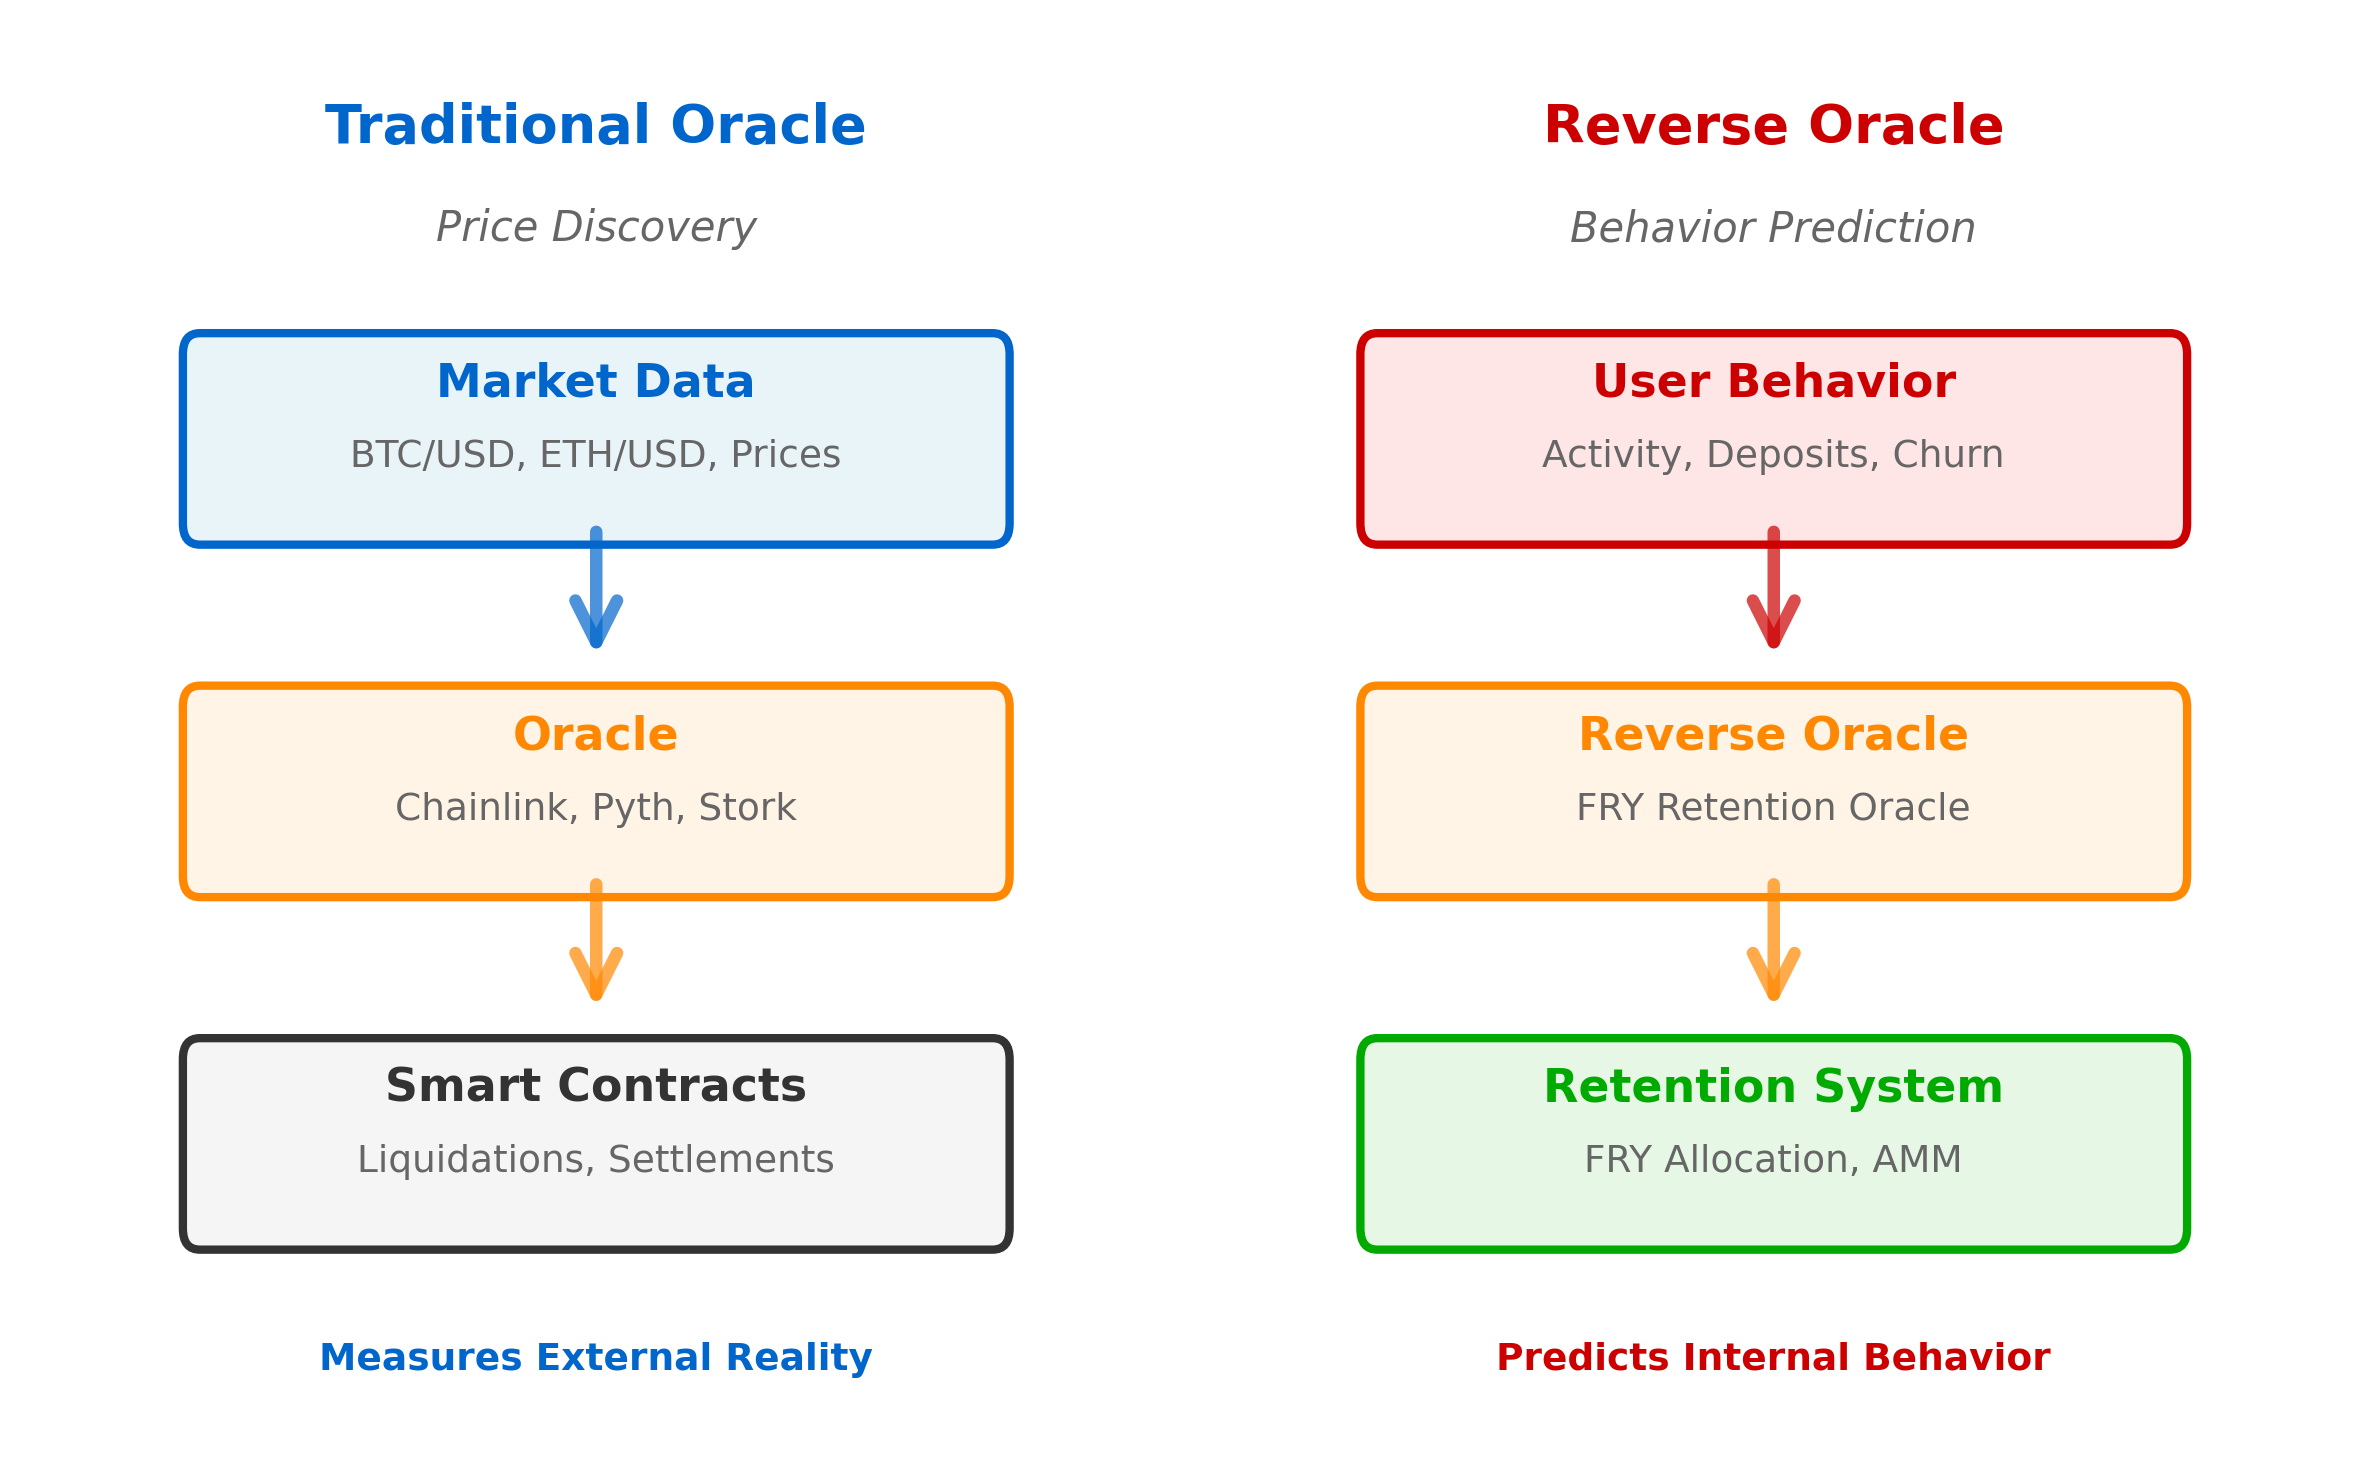 Traditional Oracle
Price Discovery
Market Data
BTC/USD, ETH/USD, Prices
Oracle
Chainlink, Pyth, Stork
Smart Contracts
Liquidations, Settlements
Measures External Reality
Reverse Oracle
Behavior Prediction
User Behavior
Activity, Deposits, Churn
Reverse Oracle
FRY Retention Oracle
Retention System
FRY Allocation, AMM
Predicts Internal Behavior